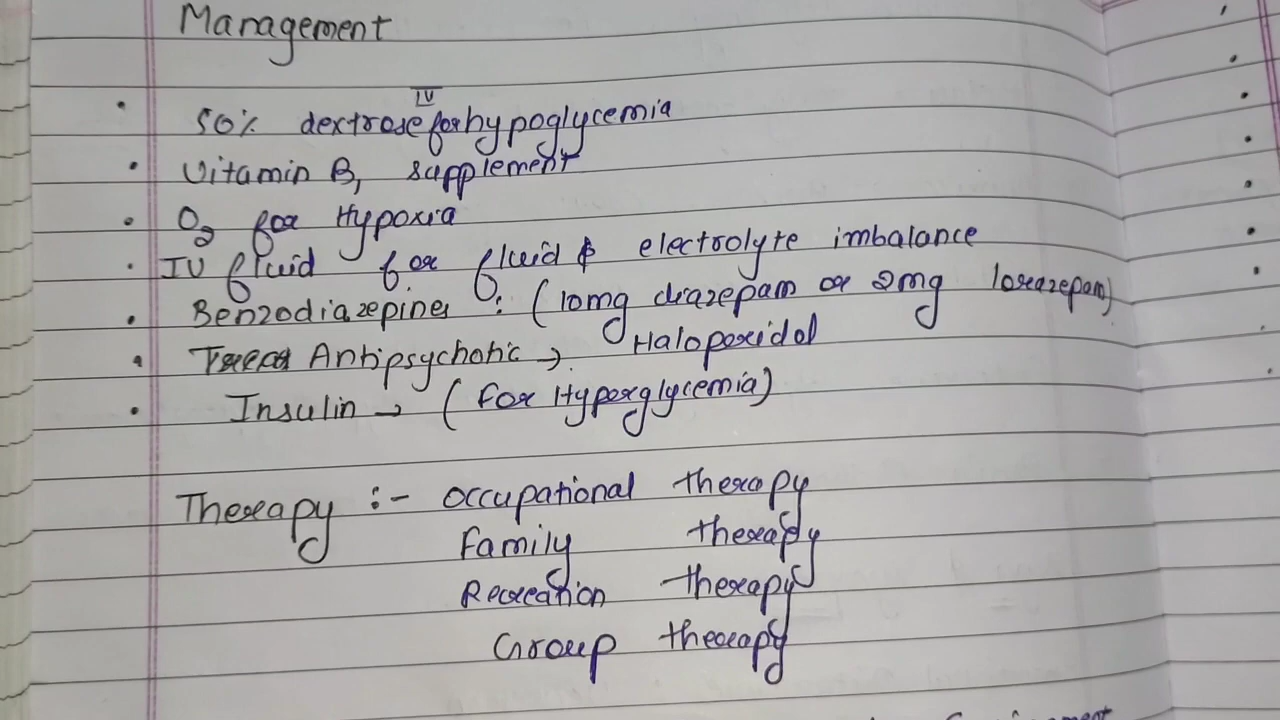 Management
• 50% dextrose IV for hypoglycemia
• Vitamin B1 supplement
• O2 for Hypoxia
• IV fluid for fluid & electrolyte imbalance
• Benzodiazepines : (10mg diazepam or 2mg lorazepam)
• Antipsychotic → Haloperidol
• Insulin → (For Hyperglycemia)
Therapy :- Occupational therapy
Family therapy
Recreation therapy
Group therapy